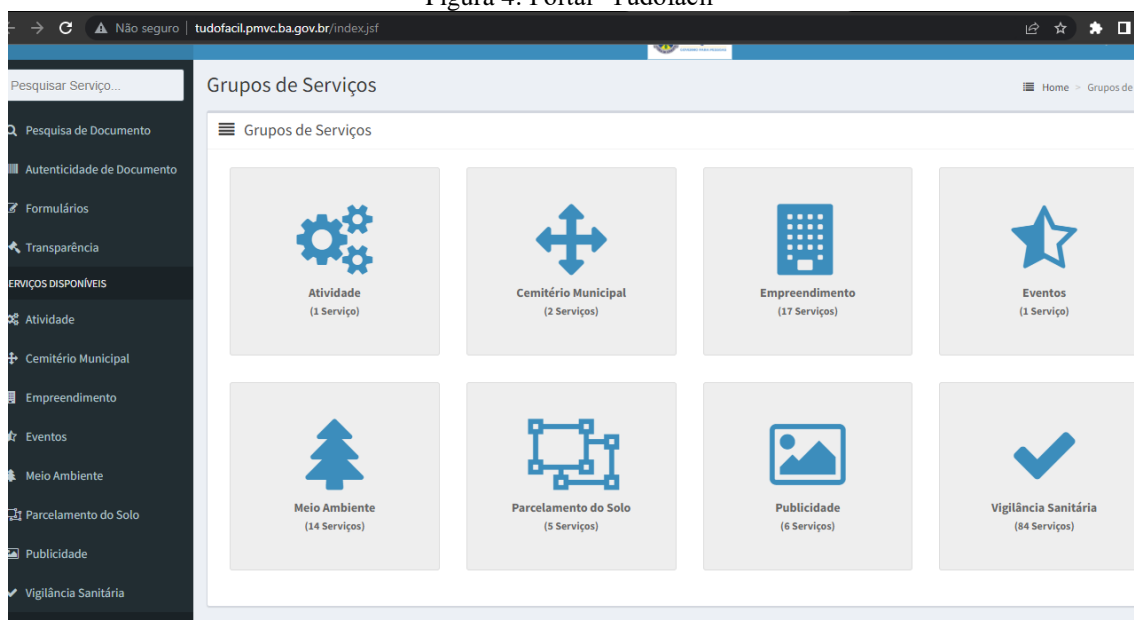 Figura 4: Portal "Tudofácil"
Não seguro | tudofacil.pmvc.ba.gov.br/index.jsf
Pesquisar Serviço...
Pesquisa de Documento
Autenticidade de Documento
Formulários
Transparência
ERVIÇOS DISPONÍVEIS
Atividade
Cemitério Municipal
Empreendimento
Eventos
Meio Ambiente
Parcelamento do Solo
Publicidade
Vigilância Sanitária
Grupos de Serviços
Home > Grupos de
Grupos de Serviços
Atividade
(1 Serviço)
Cemitério Municipal
(2 Serviços)
Empreendimento
(17 Serviços)
Eventos
(1 Serviço)
Meio Ambiente
(14 Serviços)
Parcelamento do Solo
(5 Serviços)
Publicidade
(6 Serviços)
Vigilância Sanitária
(84 Serviços)